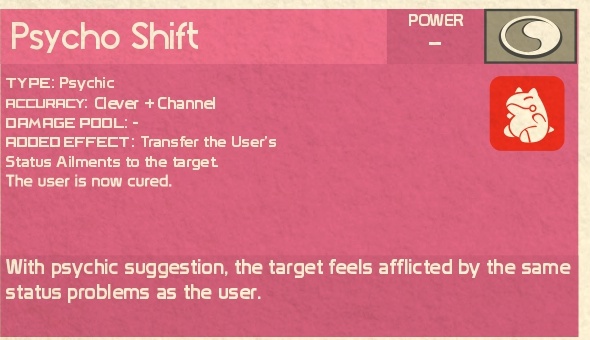 Psycho Shift
POWER
–
TYPE: Psychic
ACCURACY: Clever + Channel
DAMAGE POOL: -
ADDED EFFECT: Transfer the User's
Status Ailments to the target.
The user is now cured.
With psychic suggestion, the target feels afflicted by the same
status problems as the user.